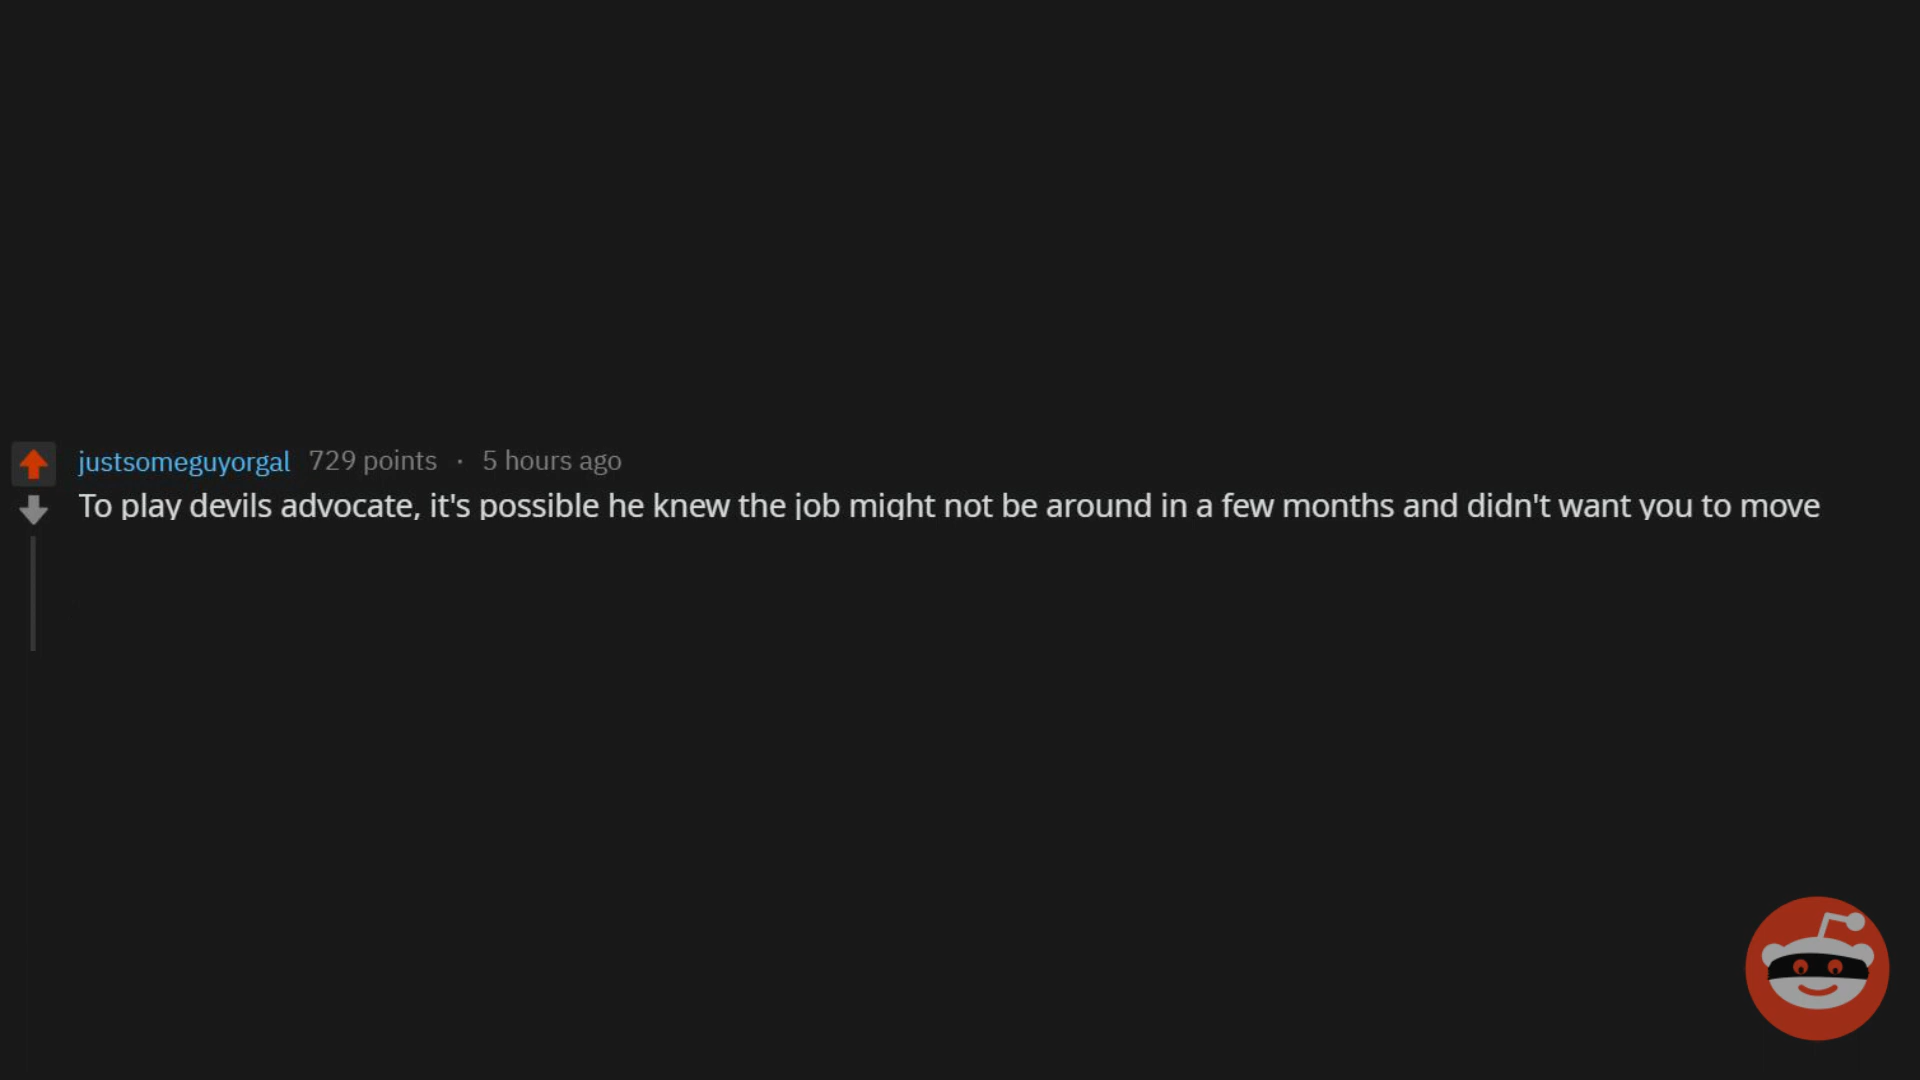 justsomeguyorgal 729 points · 5 hours ago
To play devils advocate, it's possible he knew the job might not be around in a few months and didn't want you to move